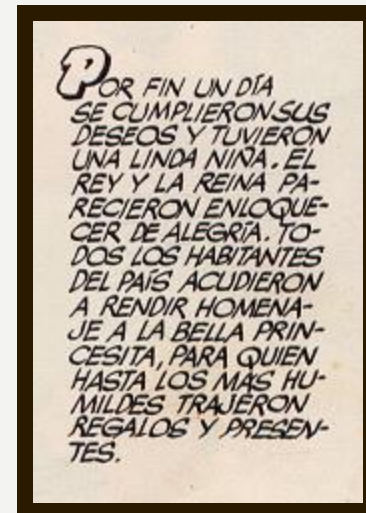 POR FIN UN DÍA
SE CUMPLIERON SUS
DESEOS Y TUVIERON
UNA LINDA NIÑA. EL
REY Y LA REINA PA-
RECIERON ENLOQUE-
CER DE ALEGRÍA. TO-
DOS LOS HABITANTES
DEL PAÍS ACUDIERON
A RENDIR HOMENA-
JE A LA BELLA PRIN-
CESITA, PARA QUIEN
HASTA LOS MÁS HU-
MILDES TRAJERON
REGALOS Y PRESEN-
TES.